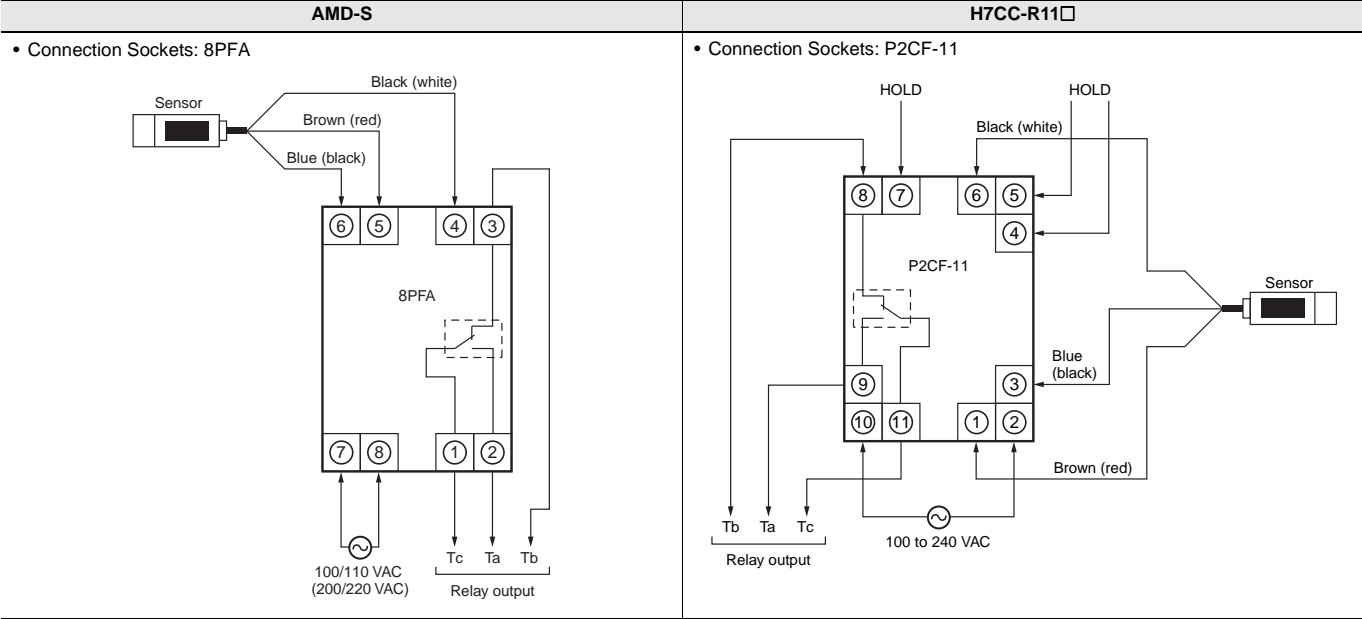 AMD-S
H7CC-R11□
• Connection Sockets: 8PFA
Black (white)
Sensor
Brown (red)
Blue (black)
⑥ ⑤ ④ ③
8PFA
⑦ ⑧ ① ②
Tc Ta Tb
100/110 VAC
(200/220 VAC)
Relay output
• Connection Sockets: P2CF-11
HOLD HOLD
Black (white)
⑧ ⑦ ⑥ ⑤
④
P2CF-11
Sensor
Blue
(black)
⑨ ③
⑩ ⑪ ① ②
Brown (red)
Tb Ta Tc
100 to 240 VAC
Relay output